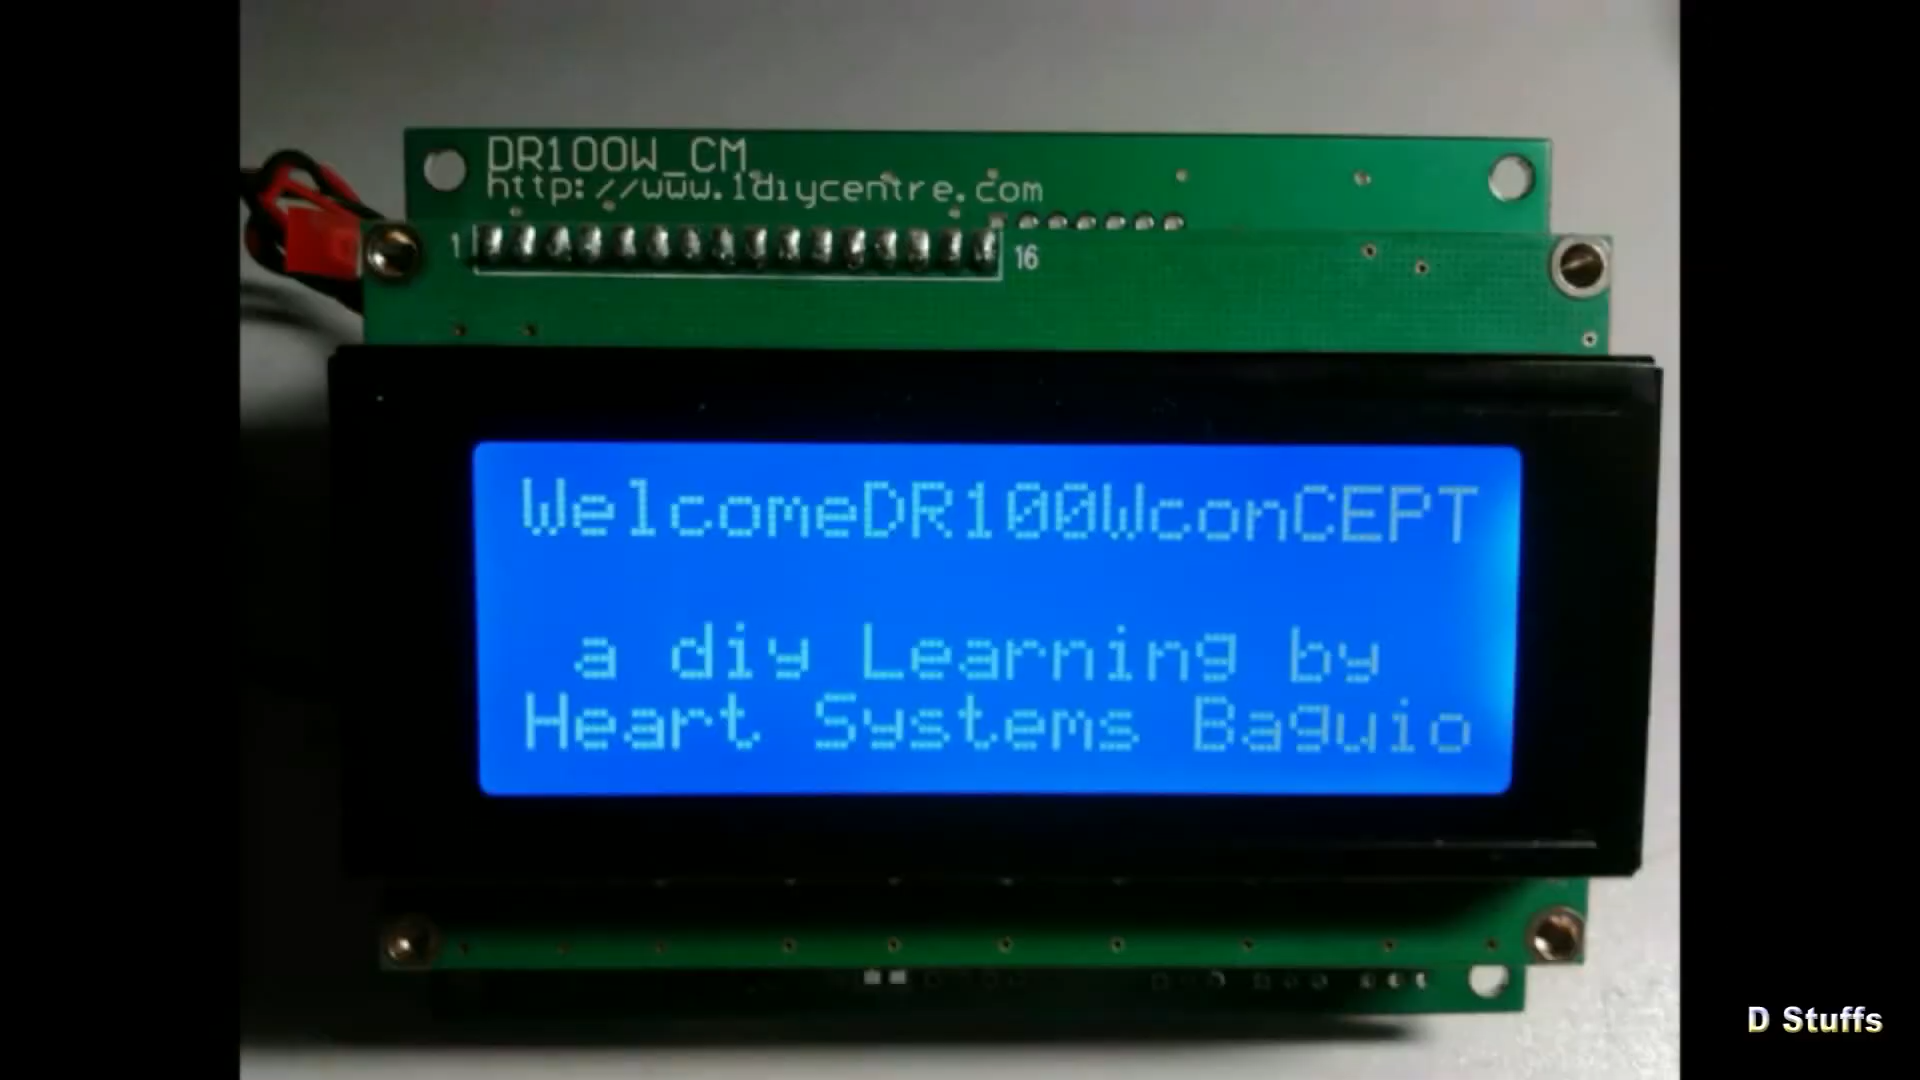 DR100W_CM
http://www.1diycentre.com
1 16
WelcomeDR100WconCEPT
a diy Learning by
Heart Systems Baguio
D Stuffs